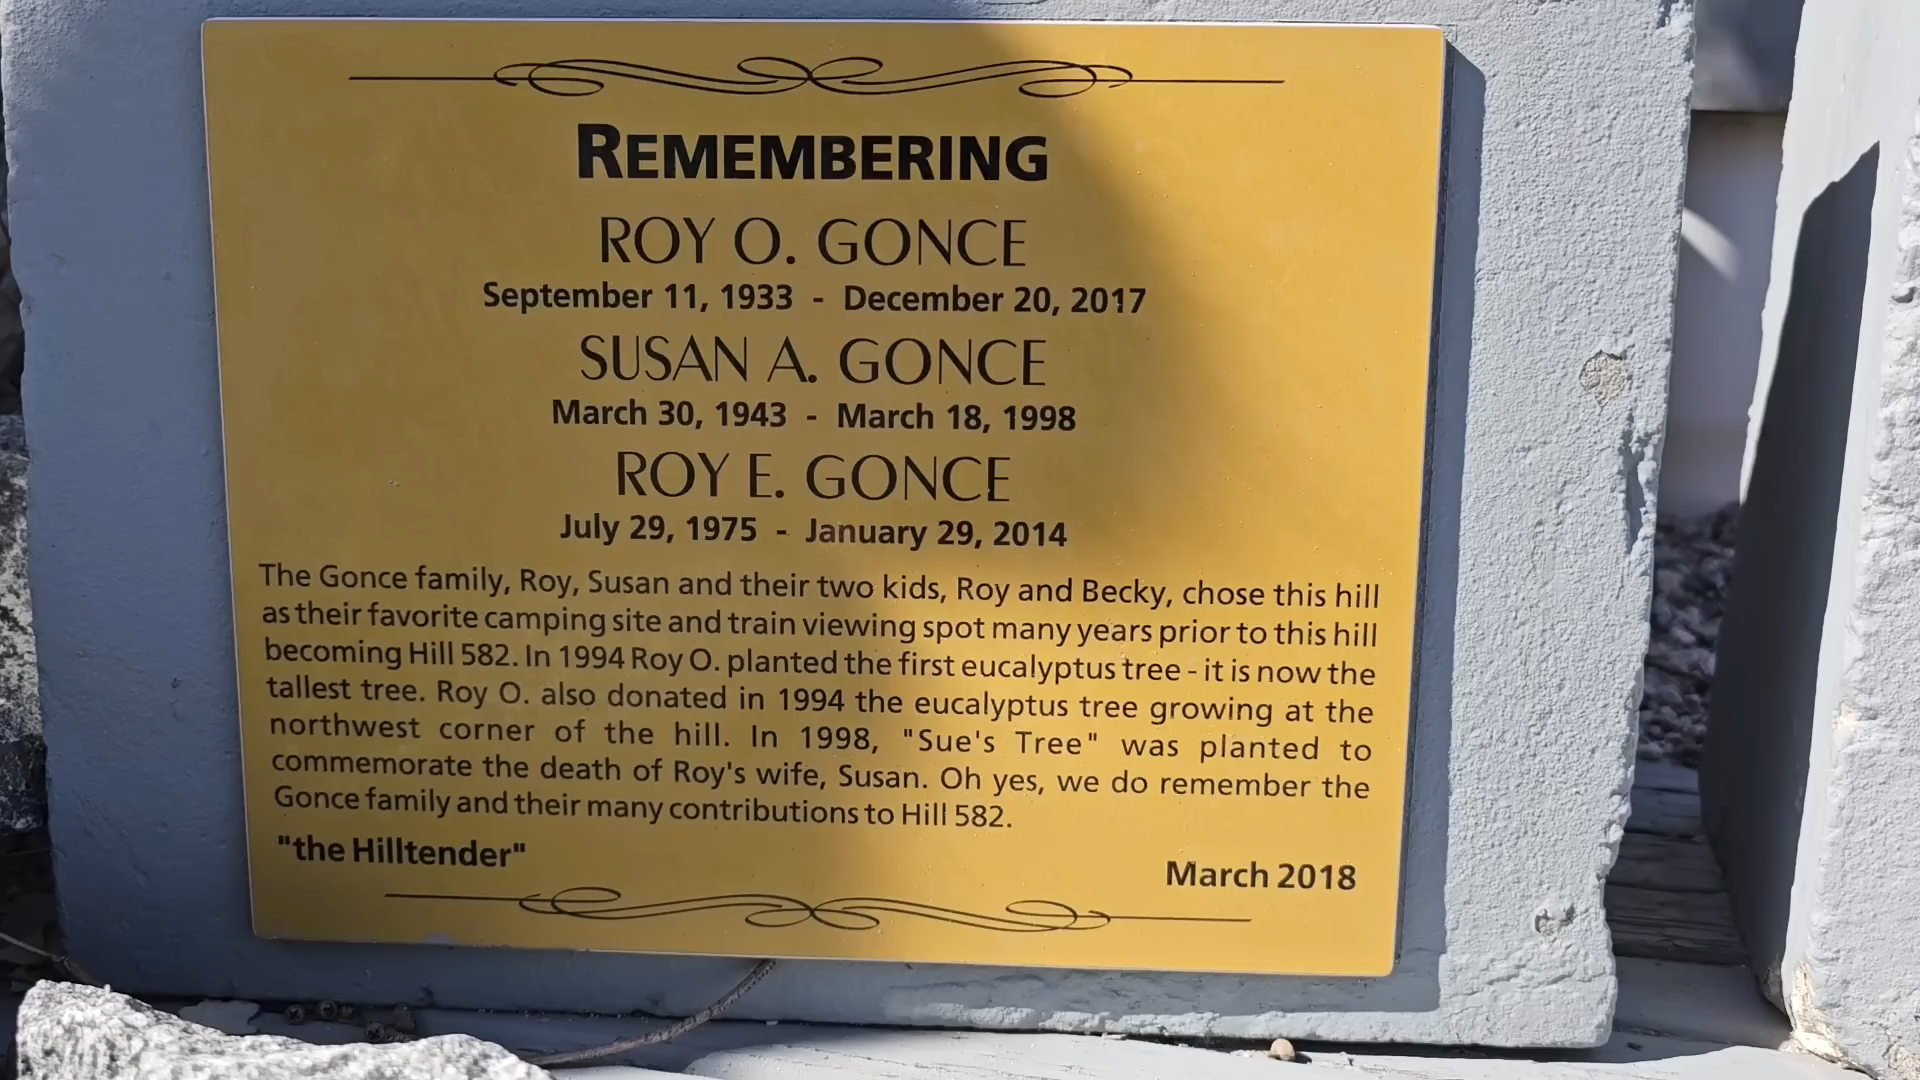 REMEMBERING
ROY O. GONCE
September 11, 1933 - December 20, 2017
SUSAN A. GONCE
March 30, 1943 - March 18, 1998
ROY E. GONCE
July 29, 1975 - January 29, 2014
The Gonce family, Roy, Susan and their two kids, Roy and Becky, chose this hill
as their favorite camping site and train viewing spot many years prior to this hill
becoming Hill 582. In 1994 Roy O. planted the first eucalyptus tree - it is now the
tallest tree. Roy O. also donated in 1994 the eucalyptus tree growing at the
northwest corner of the hill. In 1998, "Sue's Tree" was planted to
commemorate the death of Roy's wife, Susan. Oh yes, we do remember the
Gonce family and their many contributions to Hill 582.
"the Hilltender"
March 2018